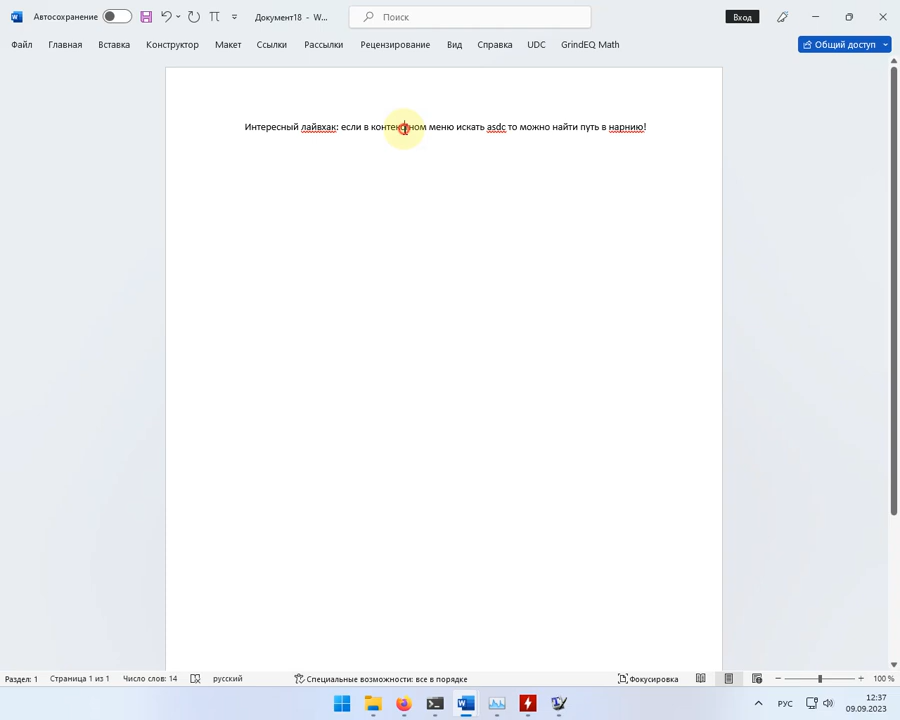 Автосохранение Документ18 - W... Поиск Вход
Файл Главная Вставка Конструктор Макет Ссылки Рассылки Рецензирование Вид Справка UDC GrindEQ Math Общий доступ
Интересный лайвхак: если в контекстном меню искать asdc то можно найти путь в нарнию!
Раздел: 1 Страница 1 из 1 Число слов: 14 русский Специальные возможности: все в порядке Фокусировка 100 %
РУС 12:37
09.09.2023